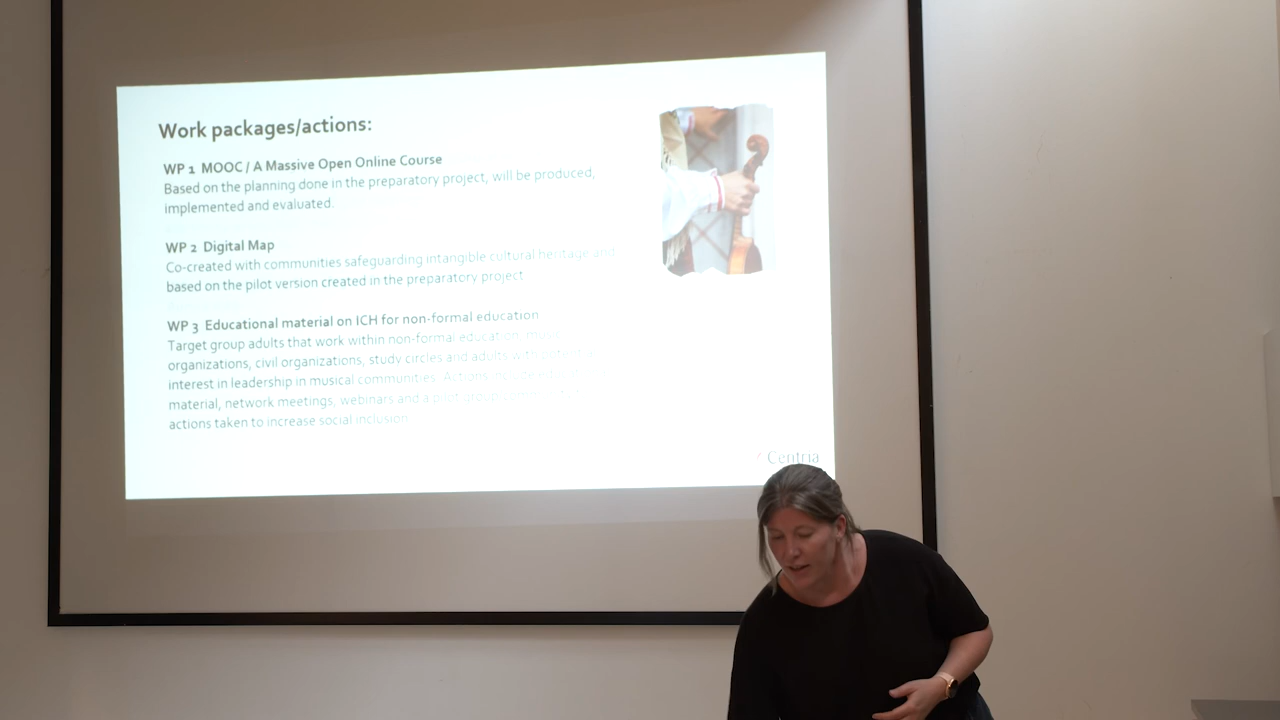 Work packages/actions:
WP 1 MOOC / A Massive Open Online Course
Based on the planning done in the preparatory project, will be produced,
implemented and evaluated.
WP 2 Digital Map
Co-created with communities safeguarding intangible cultural heritage and
based on the pilot version created in the preparatory project
WP 3 Educational material on ICH for non-formal education
Target group adults that work within non-formal education, music
organizations, civil organizations, study circles and adults with potential
interest in leadership in musical communities. Actions include
material, network meetings, webinars and a pilot group
actions taken to increase social inclusion
Centria